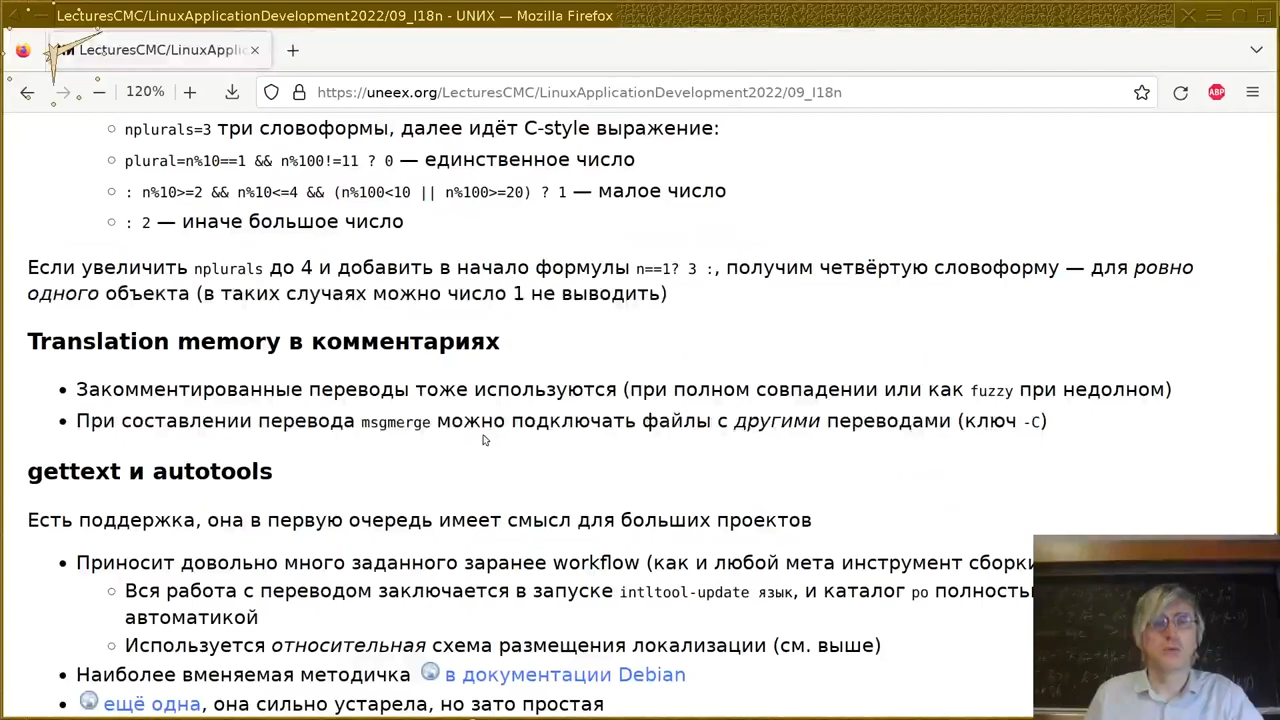 LecturesCMC/LinuxApplicationDevelopment2022/09_I18n - UNИX — Mozilla Firefox
LecturesCMC/LinuxApplic
120%
https://uneex.org/LecturesCMC/LinuxApplicationDevelopment2022/09_I18n
ABP
nplurals=3 три словоформы, далее идёт C-style выражение:
plural=n%10==1 && n%100!=11 ? 0 — единственное число
: n%10>=2 && n%10<=4 && (n%100<10 || n%100>=20) ? 1 — малое число
: 2 — иначе большое число
Если увеличить nplurals до 4 и добавить в начало формулы n==1? 3 :, получим четвёртую словоформу — для ровно
одного объекта (в таких случаях можно число 1 не выводить)
Translation memory в комментариях
Закомментированные переводы тоже используются (при полном совпадении или как fuzzy при недолном)
При составлении перевода msgmerge можно подключать файлы с другими переводами (ключ -C)
gettext и autotools
Есть поддержка, она в первую очередь имеет смысл для больших проектов
Приносит довольно много заданного заранее workflow (как и любой мета инструмент сборки
Вся работа с переводом заключается в запуске intltool-update язык, и каталог po полность
автоматикой
Используется относительная схема размещения локализации (см. выше)
Наиболее вменяемая методичка в документации Debian
ещё одна, она сильно устарела, но зато простая